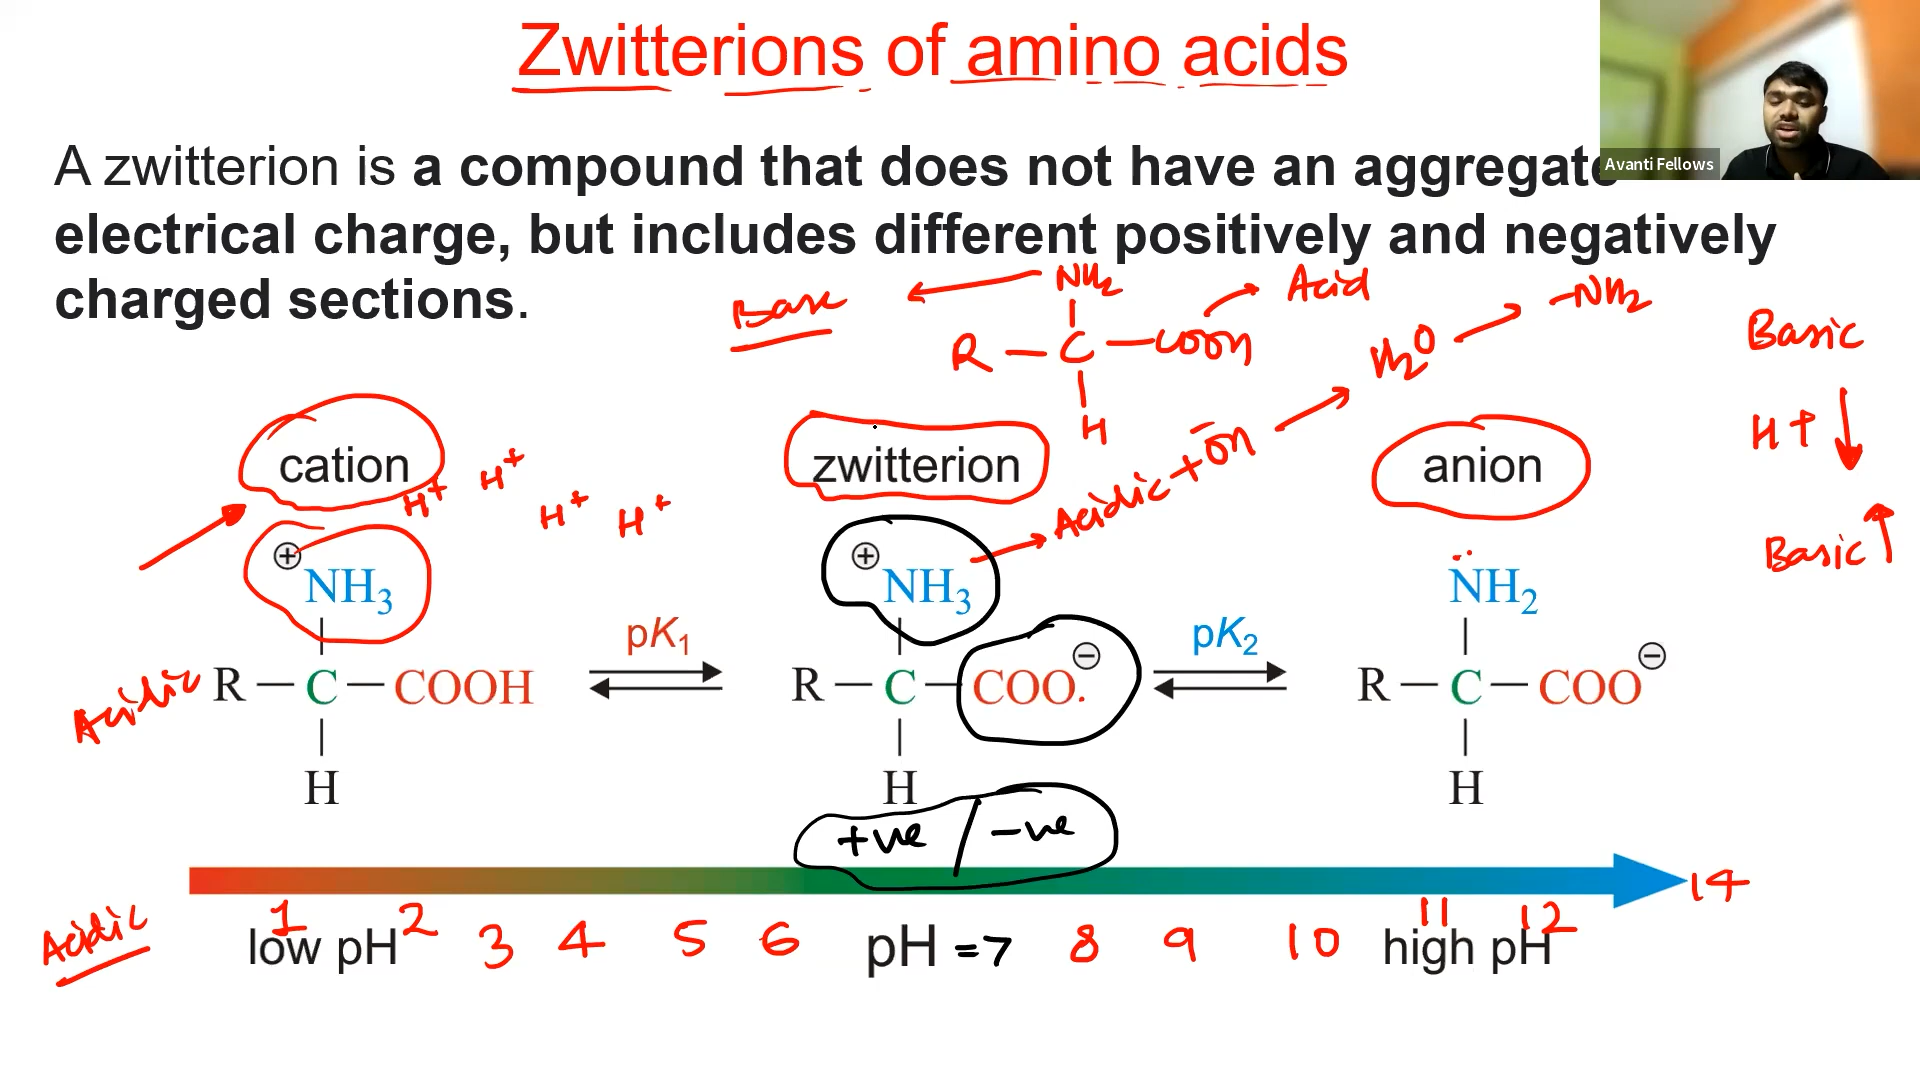 Zwitterions of amino acids
Avanti Fellows
A zwitterion is a compound that does not have an aggregate
electrical charge, but includes different positively and negatively
charged sections.
Base NH2 Acid
R — C — COOH
H
H2O -NH2
Basic
H+ ↓
Basic ↑
cation zwitterion anion
H+ H+ H+ H+
Acidic + OH
⊕ NH3 ⊕ NH3 NH2
pK1 pK2
Acidic R — C — COOH R — C — COO. ⊖ R — C — COO ⊖
H H H
+ve / -ve
14
Acidic 1 2 3 4 5 6 8 9 10 11 12
low pH pH = 7 high pH